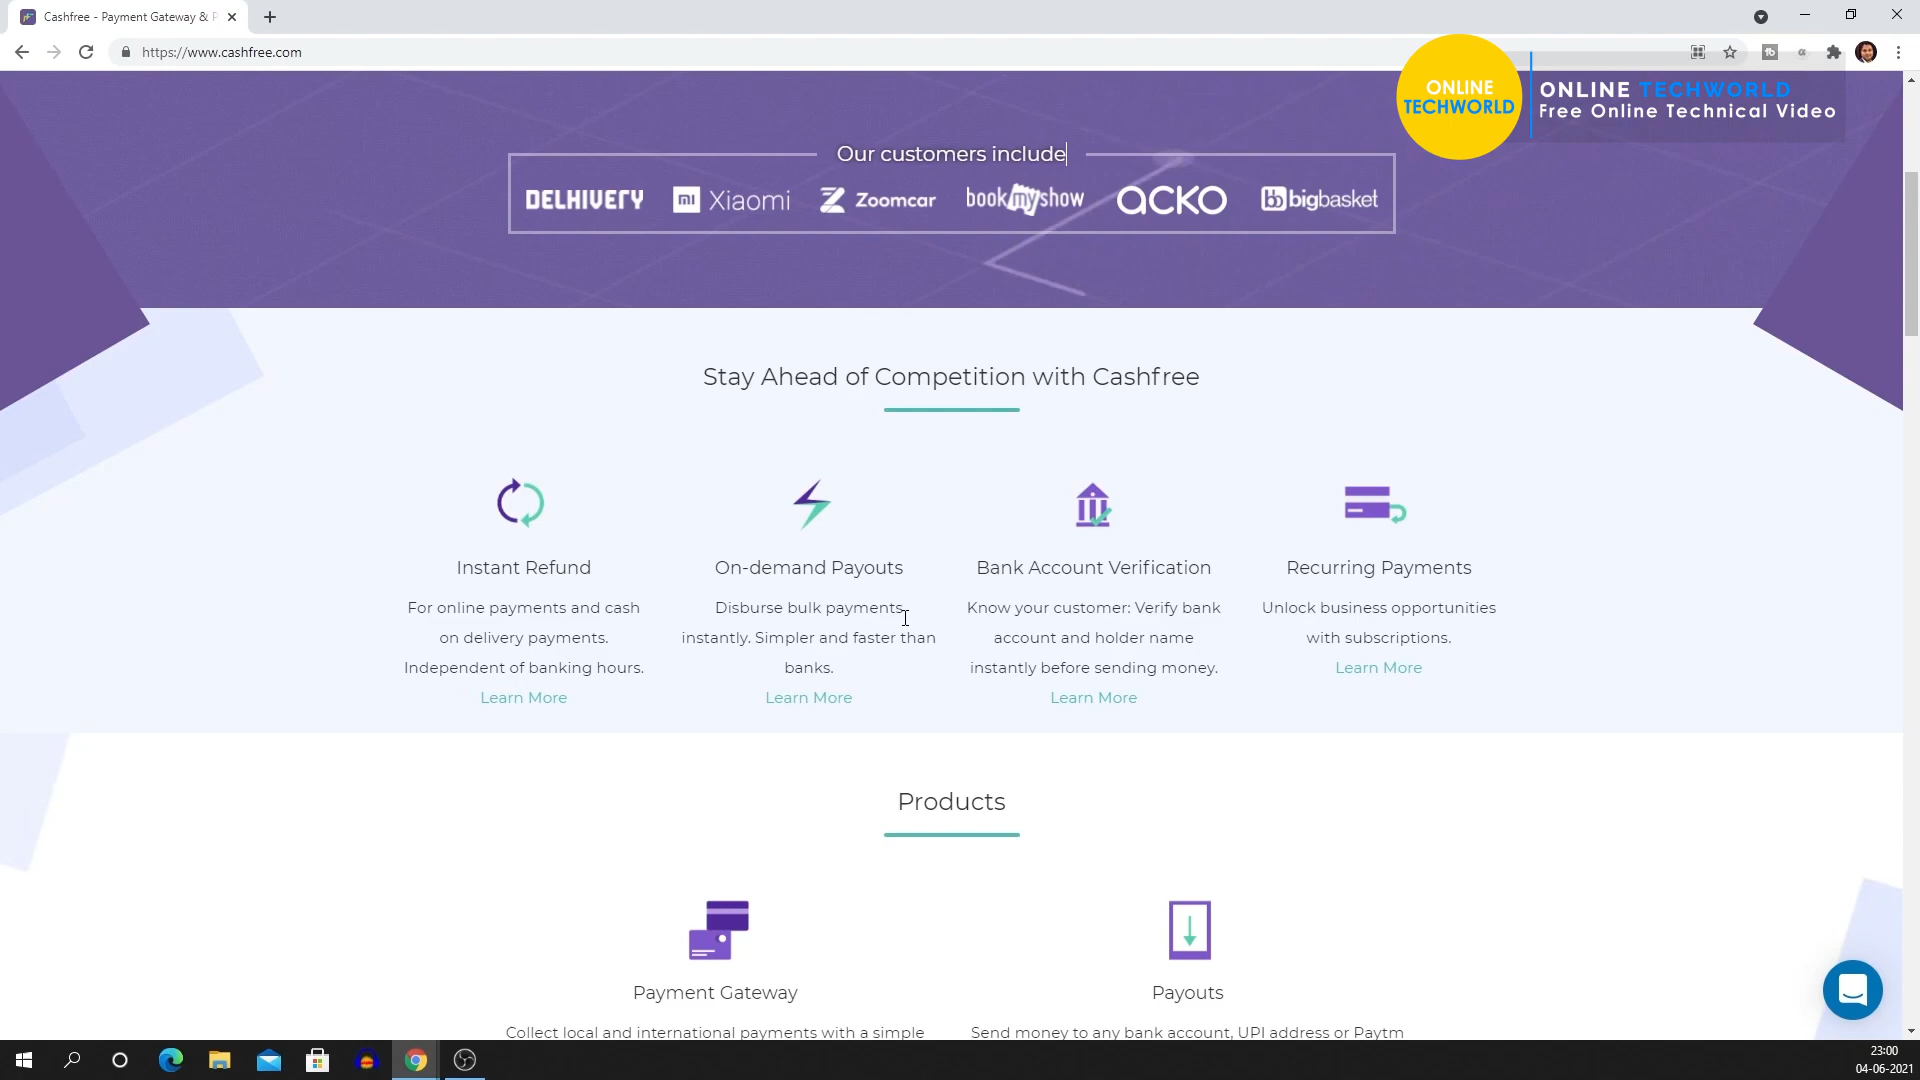 Cashfree - Payment Gateway & P
https://www.cashfree.com
ONLINE
TECHWORLD
ONLINE TECHWORLD
Free Online Technical Video
Our customers include
DELHIVERY
mi Xiaomi
Zoomcar
bookmyshow
ACKO
bb bigbasket
Stay Ahead of Competition with Cashfree
Instant Refund
For online payments and cash
on delivery payments.
Independent of banking hours.
Learn More
On-demand Payouts
Disburse bulk payments
instantly. Simpler and faster than
banks.
Learn More
Bank Account Verification
Know your customer: Verify bank
account and holder name
instantly before sending money.
Learn More
Recurring Payments
Unlock business opportunities
with subscriptions.
Learn More
Products
Payment Gateway
Collect local and international payments with a simple
Payouts
Send money to any bank account, UPI address or Paytm
23:00
04-06-2021